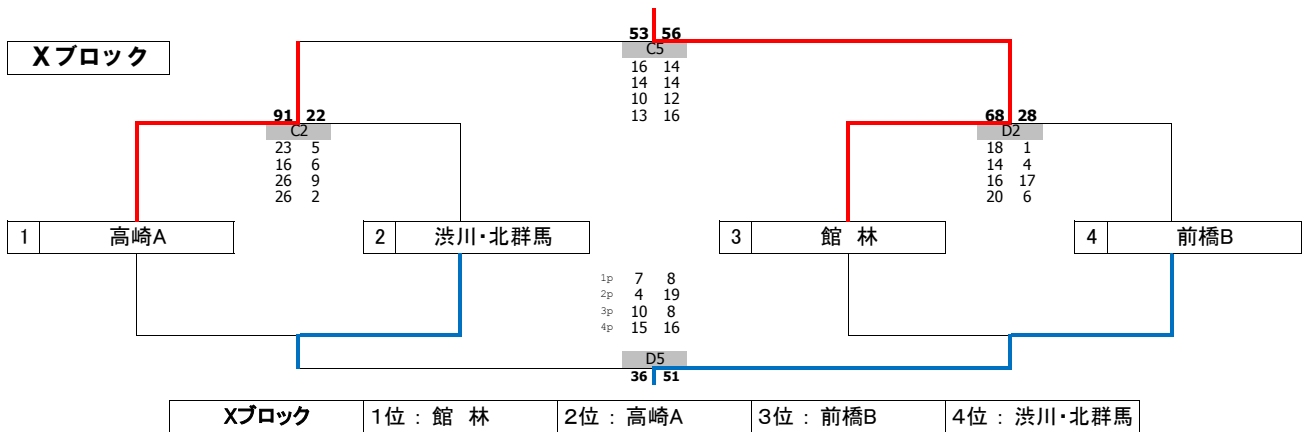 53 56
Xブロック
C5
16 14
14 14
10 12
13 16
91 22
C2
23 5
16 6
26 9
26 2
68 28
D2
18 1
14 4
16 17
20 6
1 高崎A 2 渋川・北群馬 3 館 林 4 前橋B
1p 7 8
2p 4 19
3p 10 8
4p 15 16
D5
36 51
Xブロック 1位 : 館 林 2位 : 高崎A 3位 : 前橋B 4位 : 渋川・北群馬